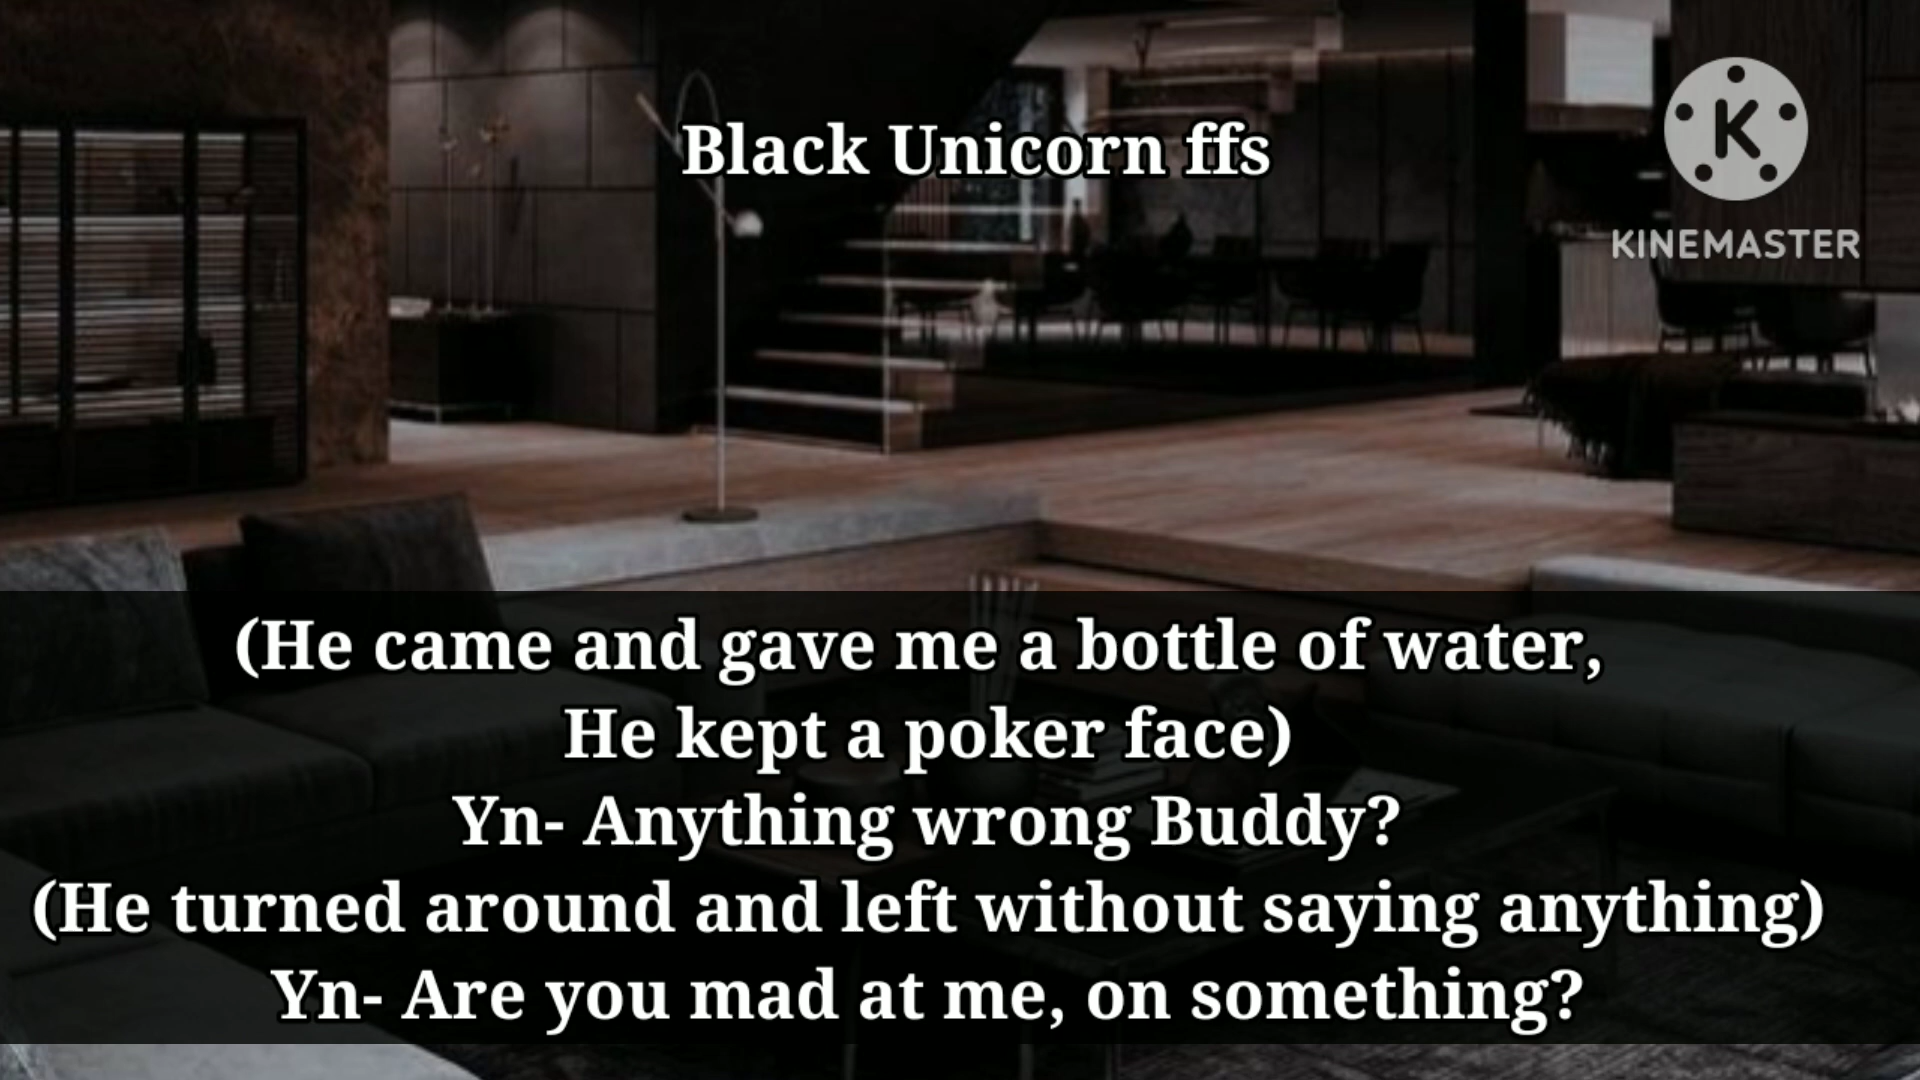 Black Unicorn ffs
K
KINEMASTER
(He came and gave me a bottle of water,
He kept a poker face)
Yn- Anything wrong Buddy?
(He turned around and left without saying anything)
Yn- Are you mad at me, on something?